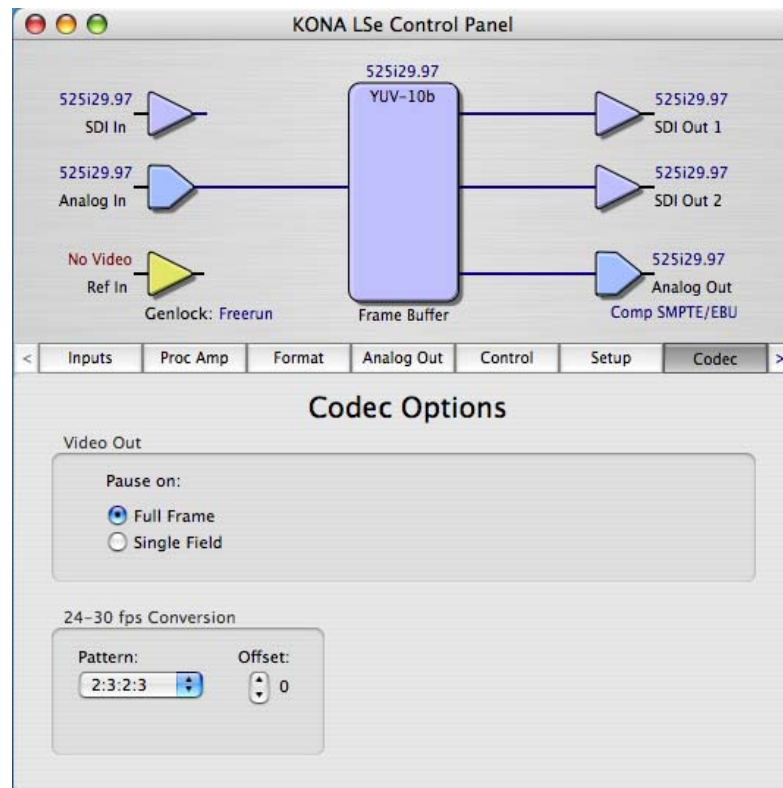 KONA LSe Control Panel
525i29.97
YUV-10b
525i29.97
SDI In
525i29.97
SDI Out 1
525i29.97
Analog In
525i29.97
SDI Out 2
No Video
Ref In
Genlock: Freerun
Frame Buffer
525i29.97
Analog Out
Comp SMPTE/EBU
< Inputs Proc Amp Format Analog Out Control Setup Codec >
Codec Options
Video Out
Pause on:
Full Frame
Single Field
24-30 fps Conversion
Pattern: Offset:
2:3:2:3 0